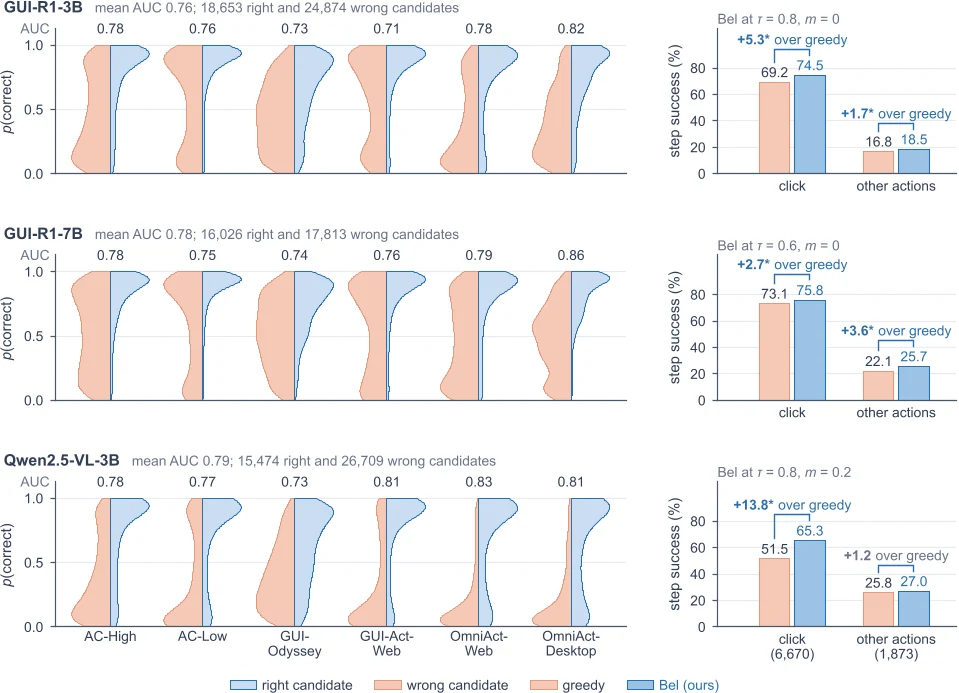 GUI-R1-3B mean AUC 0.76; 18,653 right and 24,874 wrong candidates
AUC 0.78 0.76 0.73 0.71 0.78 0.82
p(correct)
1.0
0.5
0.0
Bel at τ = 0.8, m = 0
+5.3* over greedy
69.2 74.5
+1.7* over greedy
16.8 18.5
step success (%)
80
60
40
20
0
click other actions
GUI-R1-7B mean AUC 0.78; 16,026 right and 17,813 wrong candidates
AUC 0.78 0.75 0.74 0.76 0.79 0.86
p(correct)
1.0
0.5
0.0
Bel at τ = 0.6, m = 0
+2.7* over greedy
73.1 75.8
+3.6* over greedy
22.1 25.7
step success (%)
80
60
40
20
0
click other actions
Qwen2.5-VL-3B mean AUC 0.79; 15,474 right and 26,709 wrong candidates
AUC 0.78 0.77 0.73 0.81 0.83 0.81
p(correct)
1.0
0.5
0.0
AC-High AC-Low GUI- GUI-Act- OmniAct- OmniAct-
Odyssey Web Web Desktop
Bel at τ = 0.8, m = 0.2
+13.8* over greedy
51.5 65.3
+1.2 over greedy
25.8 27.0
step success (%)
80
60
40
20
0
click other actions
(6,670) (1,873)
right candidate wrong candidate greedy Bel (ours)